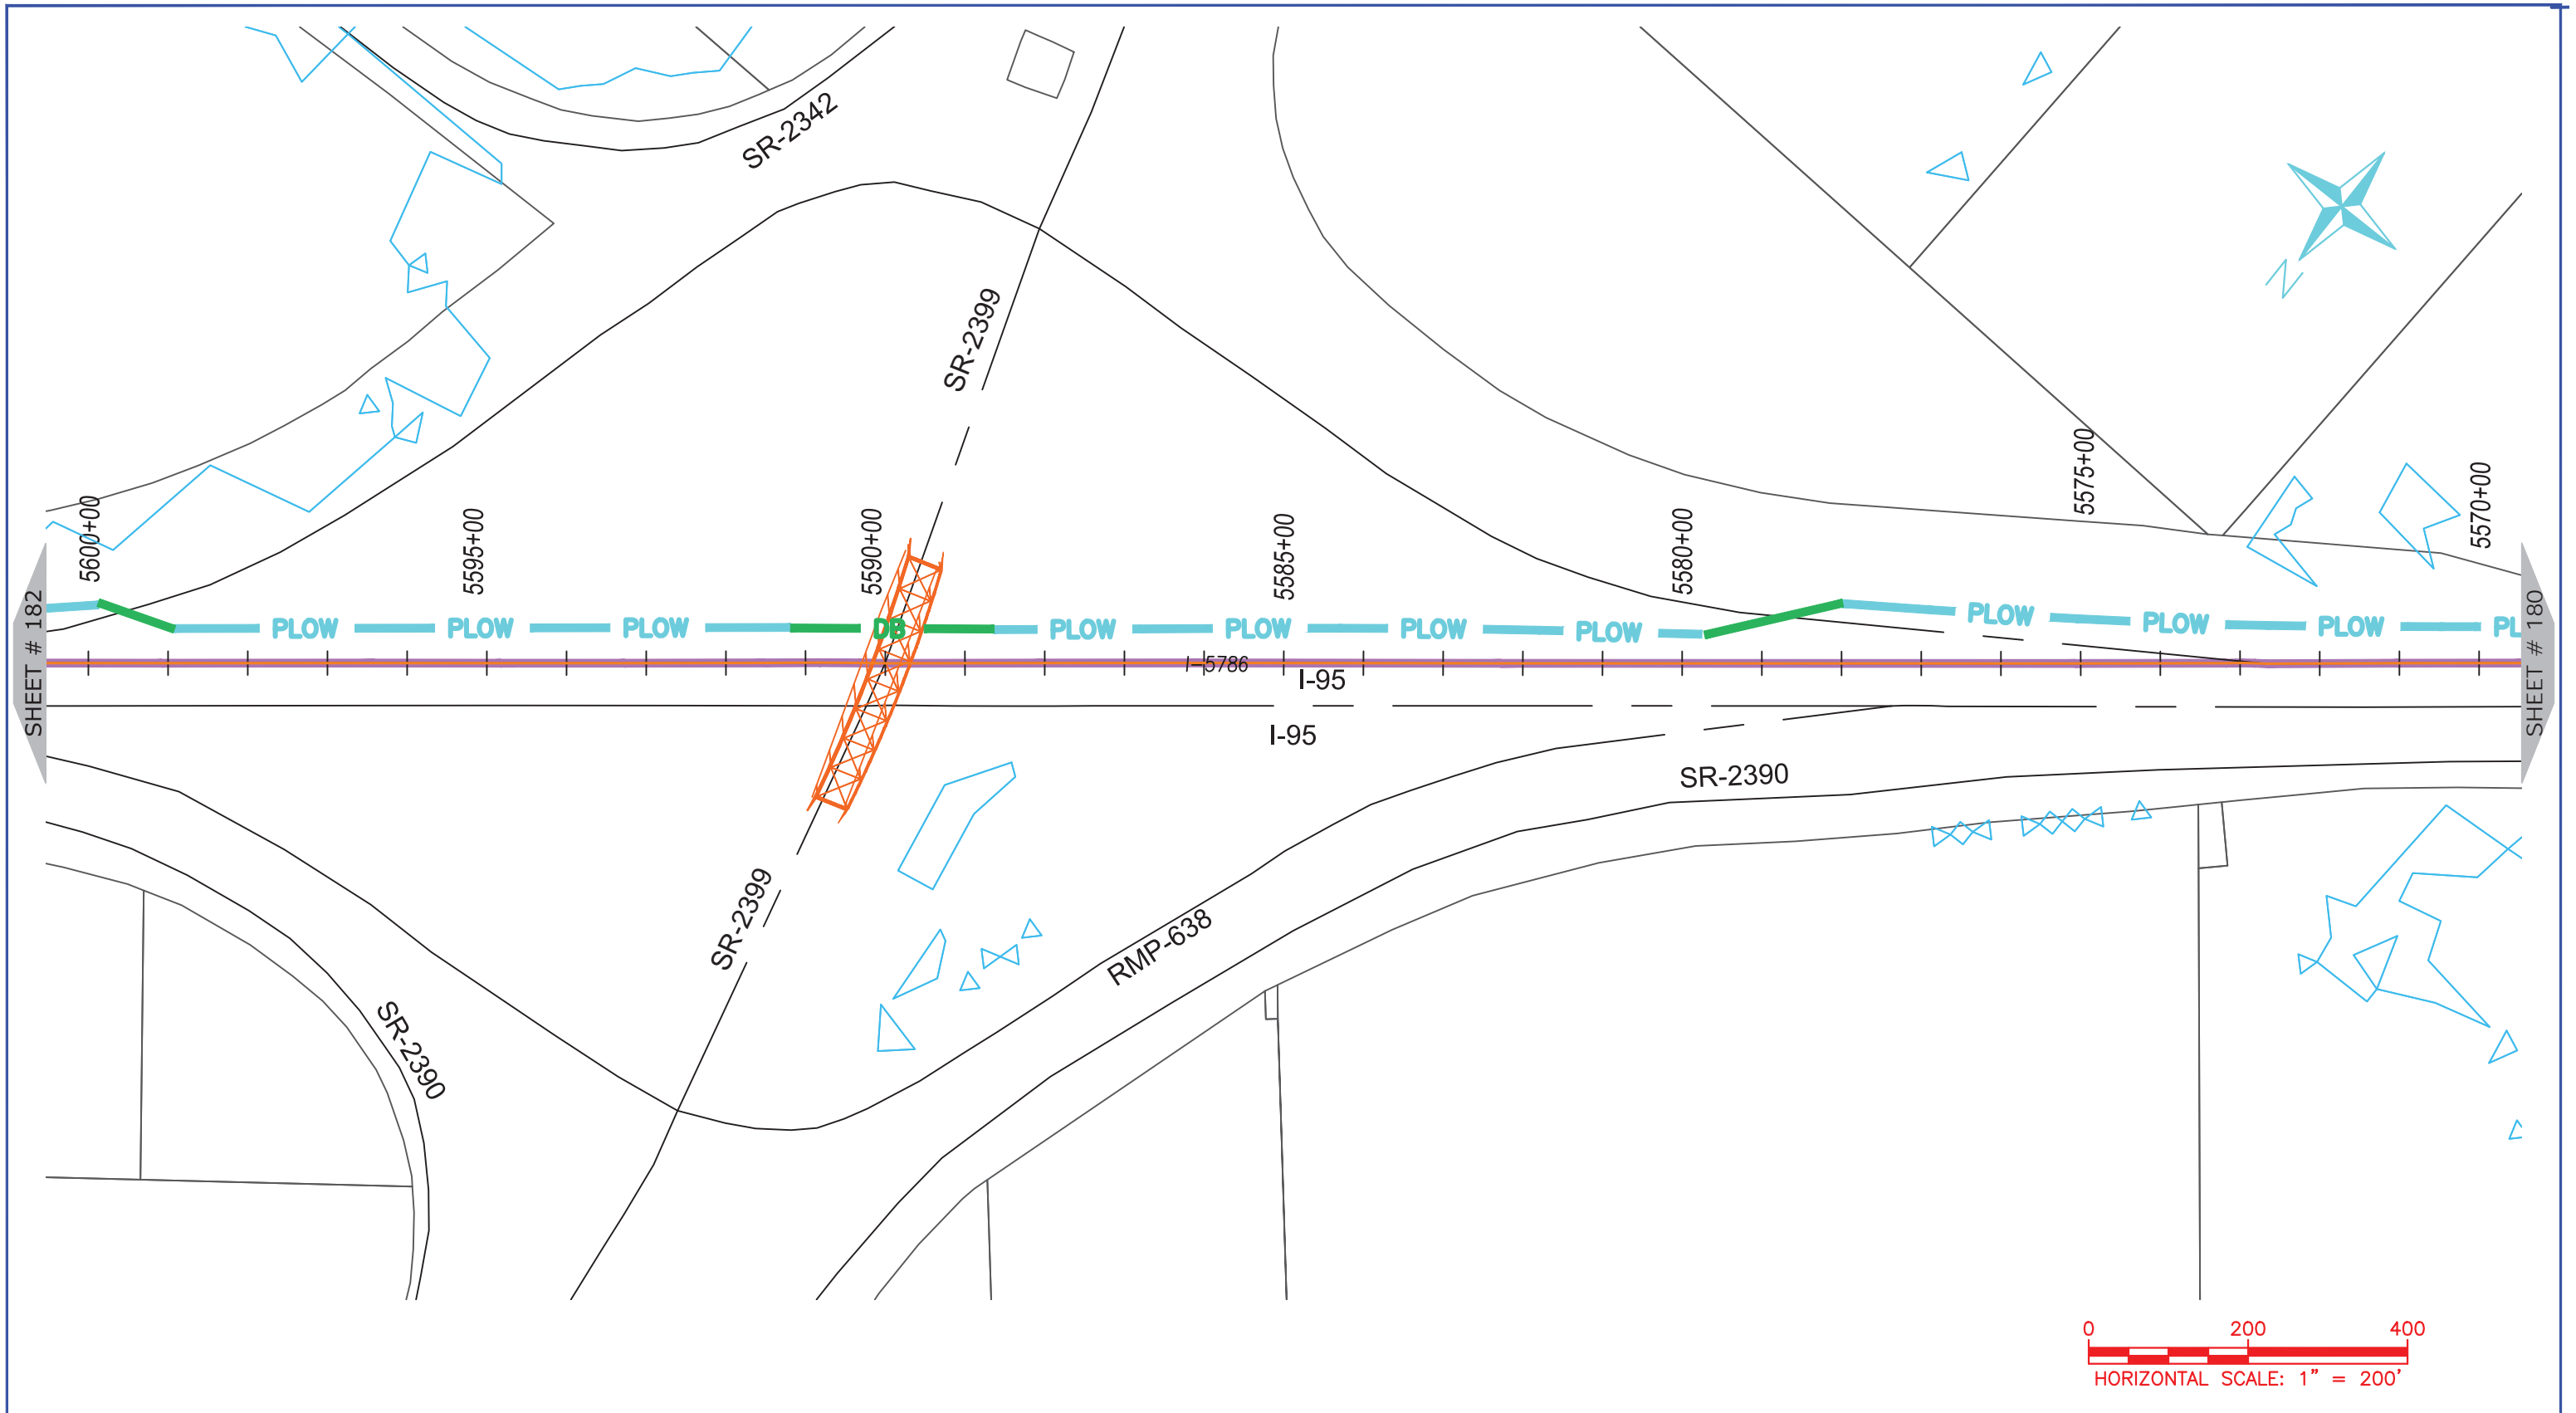 SR-2342
N
SR-2399
5600+00
5595+00
5590+00
5585+00
5580+00
5575+00
5570+00
SHEET # 182
PLOW
PLOW
PLOW
DB
PLOW
PLOW
PLOW
PLOW
PLOW
PLOW
PLOW
PL
SHEET # 180
I-5786
I-95
I-95
SR-2390
SR-2399
RMP-638
SR-2390
0 200 400
HORIZONTAL SCALE: 1" = 200'